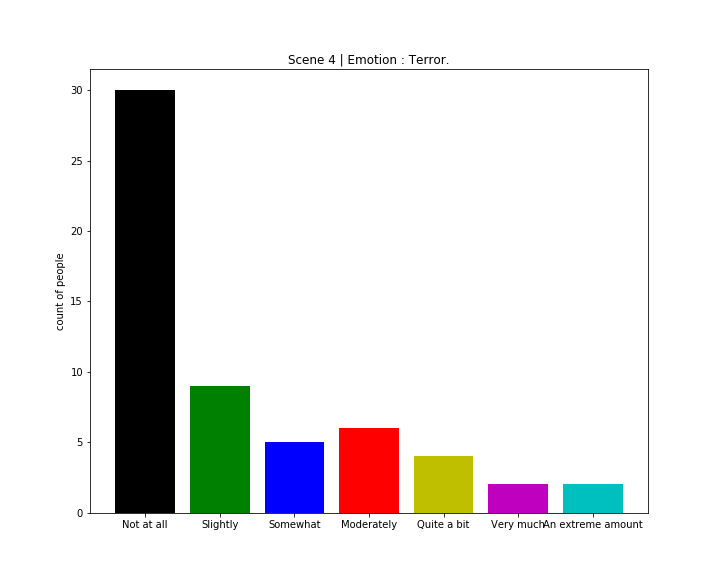 Scene 4 | Emotion : Terror.
30
25
20
15
10
5
0
count of people
Not at all
Slightly
Somewhat
Moderately
Quite a bit
Very much
An extreme amount